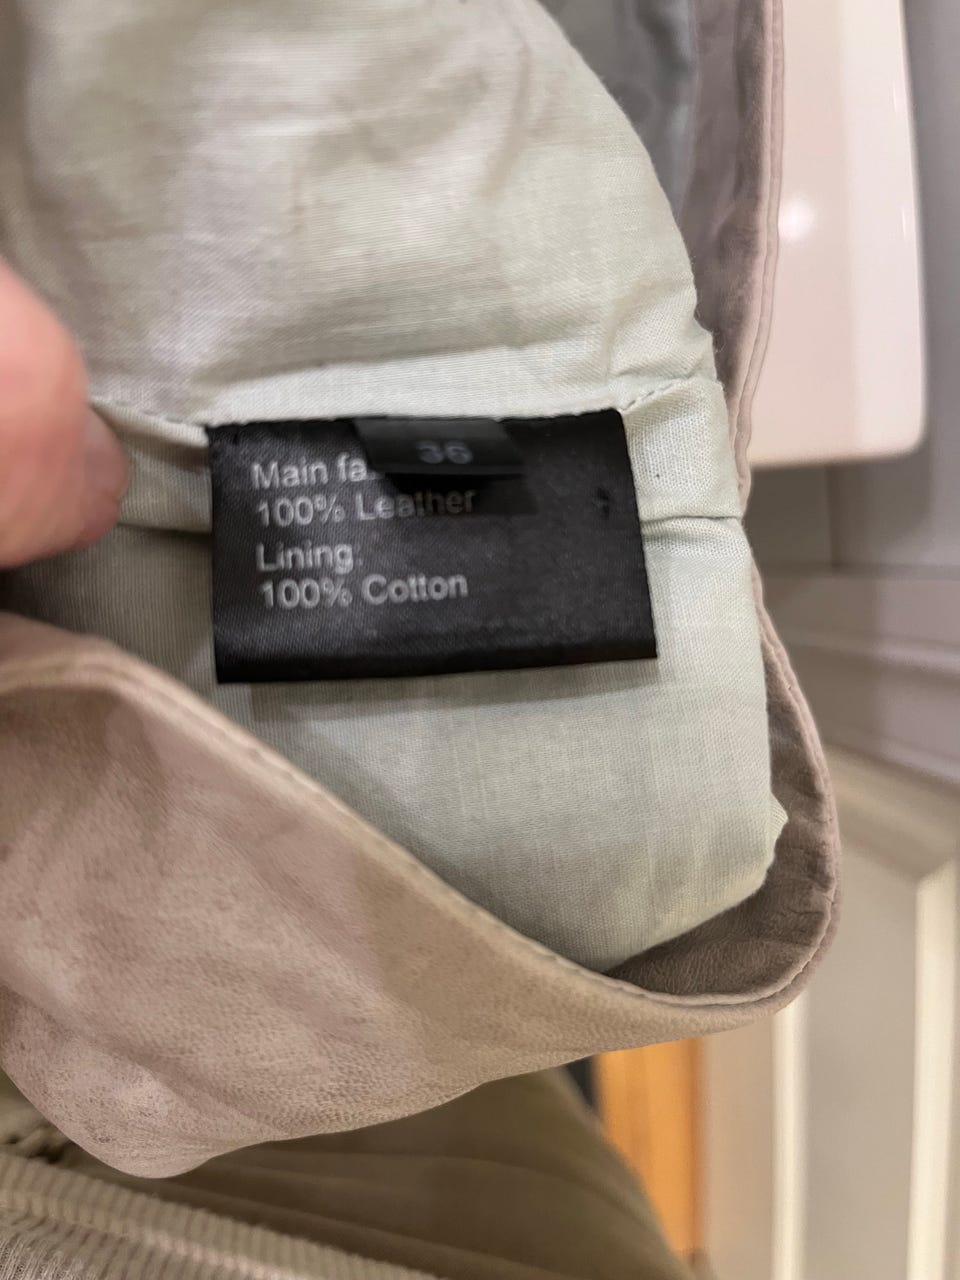 36
Main fa
100% Leather
Lining
100% Cotton